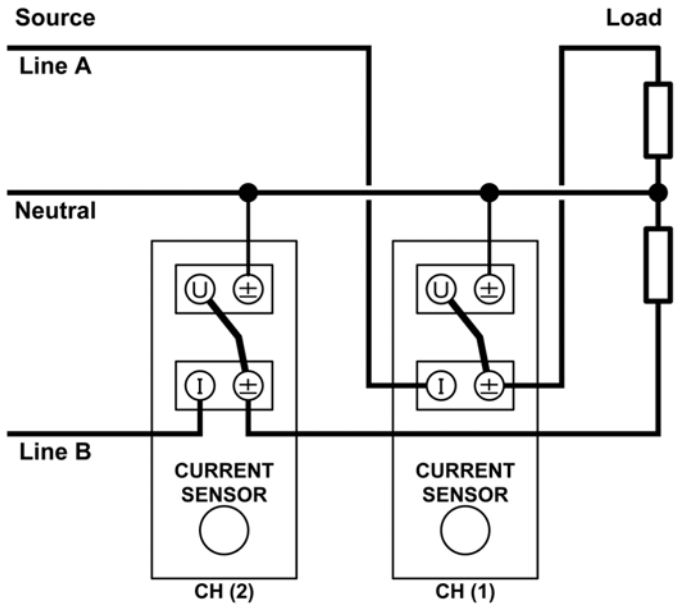 Source
Load
Line A
Neutral
U ±
U ±
I ±
I ±
Line B
CURRENT
SENSOR
CURRENT
SENSOR
CH (2)
CH (1)